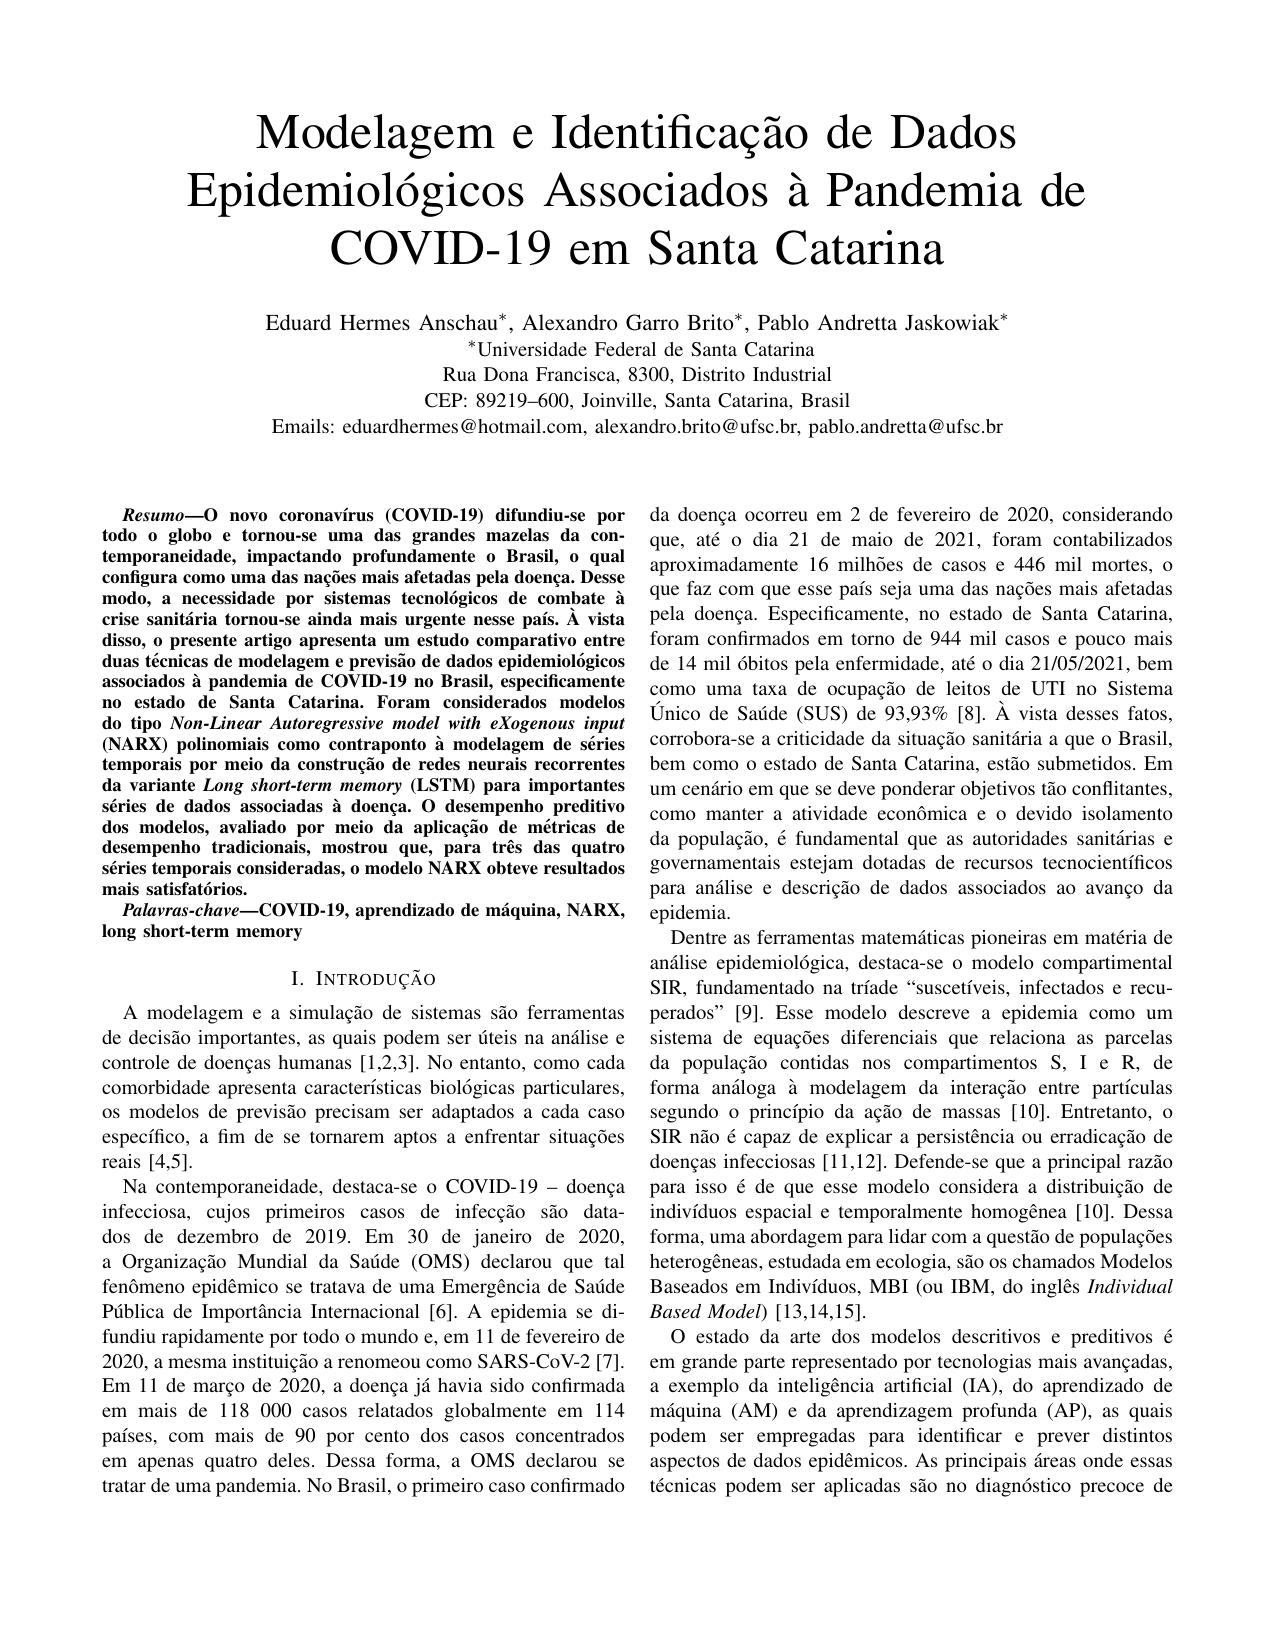 Modelagem e Identificação de Dados
Epidemiológicos Associados à Pandemia de
COVID-19 em Santa Catarina
Eduard Hermes Anschau*, Alexandro Garro Brito*, Pablo Andretta Jaskowiak*
*Universidade Federal de Santa Catarina
Rua Dona Francisca, 8300, Distrito Industrial
CEP: 89219–600, Joinville, Santa Catarina, Brasil
Emails: eduardhermes@hotmail.com, alexandro.brito@ufsc.br, pablo.andretta@ufsc.br
Resumo—O novo coronavírus (COVID-19) difundiu-se por
todo o globo e tornou-se uma das grandes mazelas da con-
temporaneidade, impactando profundamente o Brasil, o qual
configura como uma das nações mais afetadas pela doença. Desse
modo, a necessidade por sistemas tecnológicos de combate à
crise sanitária tornou-se ainda mais urgente nesse país. À vista
disso, o presente artigo apresenta um estudo comparativo entre
duas técnicas de modelagem e previsão de dados epidemiológicos
associados à pandemia de COVID-19 no Brasil, especificamente
no estado de Santa Catarina. Foram considerados modelos
do tipo Non-Linear Autoregressive model with eXogenous input
(NARX) polinomiais como contraponto à modelagem de séries
temporais por meio da construção de redes neurais recorrentes
da variante Long short-term memory (LSTM) para importantes
séries de dados associadas à doença. O desempenho preditivo
dos modelos, avaliado por meio da aplicação de métricas de
desempenho tradicionais, mostrou que, para três das quatro
séries temporais consideradas, o modelo NARX obteve resultados
mais satisfatórios.
Palavras-chave—COVID-19, aprendizado de máquina, NARX,
long short-term memory
I. INTRODUÇÃO
A modelagem e a simulação de sistemas são ferramentas
de decisão importantes, as quais podem ser úteis na análise e
controle de doenças humanas [1,2,3]. No entanto, como cada
comorbidade apresenta características biológicas particulares,
os modelos de previsão precisam ser adaptados a cada caso
específico, a fim de se tornarem aptos a enfrentar situações
reais [4,5].
Na contemporaneidade, destaca-se o COVID-19 – doença
infecciosa, cujos primeiros casos de infecção são data-
dos de dezembro de 2019. Em 30 de janeiro de 2020,
a Organização Mundial da Saúde (OMS) declarou que tal
fenômeno epidêmico se tratava de uma Emergência de Saúde
Pública de Importância Internacional [6]. A epidemia se di-
fundiu rapidamente por todo o mundo e, em 11 de fevereiro de
2020, a mesma instituição a renomeou como SARS-CoV-2 [7].
Em 11 de março de 2020, a doença já havia sido confirmada
em mais de 118 000 casos relatados globalmente em 114
países, com mais de 90 por cento dos casos concentrados
em apenas quatro deles. Dessa forma, a OMS declarou se
tratar de uma pandemia. No Brasil, o primeiro caso confirmado
da doença ocorreu em 2 de fevereiro de 2020, considerando
que, até o dia 21 de maio de 2021, foram contabilizados
aproximadamente 16 milhões de casos e 446 mil mortes, o
que faz com que esse país seja uma das nações mais afetadas
pela doença. Especificamente, no estado de Santa Catarina,
foram confirmados em torno de 944 mil casos e pouco mais
de 14 mil óbitos pela enfermidade, até o dia 21/05/2021, bem
como uma taxa de ocupação de leitos de UTI no Sistema
Único de Saúde (SUS) de 93,93% [8]. À vista desses fatos,
corrobora-se a criticidade da situação sanitária a que o Brasil,
bem como o estado de Santa Catarina, estão submetidos. Em
um cenário em que se deve ponderar objetivos tão conflitantes,
como manter a atividade econômica e o devido isolamento
da população, é fundamental que as autoridades sanitárias e
governamentais estejam dotadas de recursos tecnocientíficos
para análise e descrição de dados associados ao avanço da
epidemia.
Dentre as ferramentas matemáticas pioneiras em matéria de
análise epidemiológica, destaca-se o modelo compartimental
SIR, fundamentado na tríade “suscetíveis, infectados e recu-
perados” [9]. Esse modelo descreve a epidemia como um
sistema de equações diferenciais que relaciona as parcelas
da população contidas nos compartimentos S, I e R, de
forma análoga à modelagem da interação entre partículas
segundo o princípio da ação de massas [10]. Entretanto, o
SIR não é capaz de explicar a persistência ou erradicação de
doenças infecciosas [11,12]. Defende-se que a principal razão
para isso é de que esse modelo considera a distribuição de
indivíduos espacial e temporalmente homogênea [10]. Dessa
forma, uma abordagem para lidar com a questão de populações
heterogêneas, estudada em ecologia, são os chamados Modelos
Baseados em Indivíduos, MBI (ou IBM, do inglês Individual
Based Model) [13,14,15].
O estado da arte dos modelos descritivos e preditivos é
em grande parte representado por tecnologias mais avançadas,
a exemplo da inteligência artificial (IA), do aprendizado de
máquina (AM) e da aprendizagem profunda (AP), as quais
podem ser empregadas para identificar e prever distintos
aspectos de dados epidêmicos. As principais áreas onde essas
técnicas podem ser aplicadas são no diagnóstico precoce de